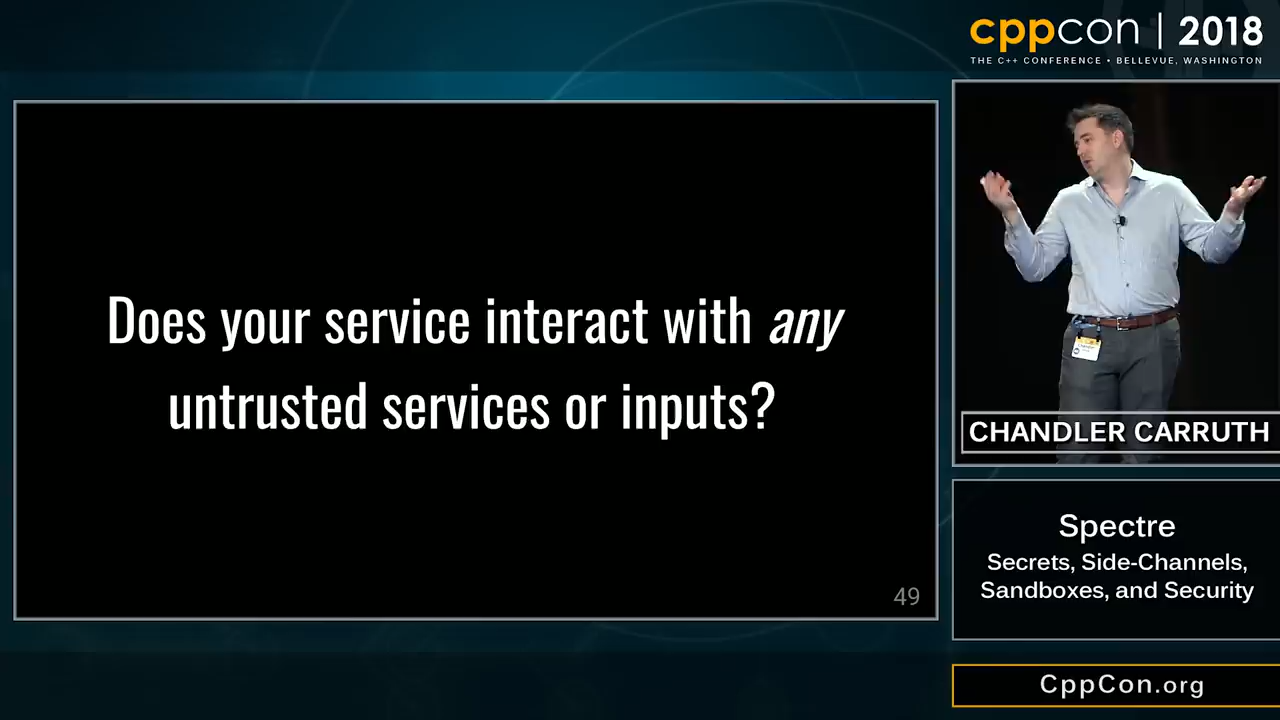 cppcon | 2018
THE C++ CONFERENCE • BELLEVUE, WASHINGTON
Does your service interact with any
untrusted services or inputs?
49
CHANDLER CARRUTH
Spectre
Secrets, Side-Channels,
Sandboxes, and Security
CppCon.org